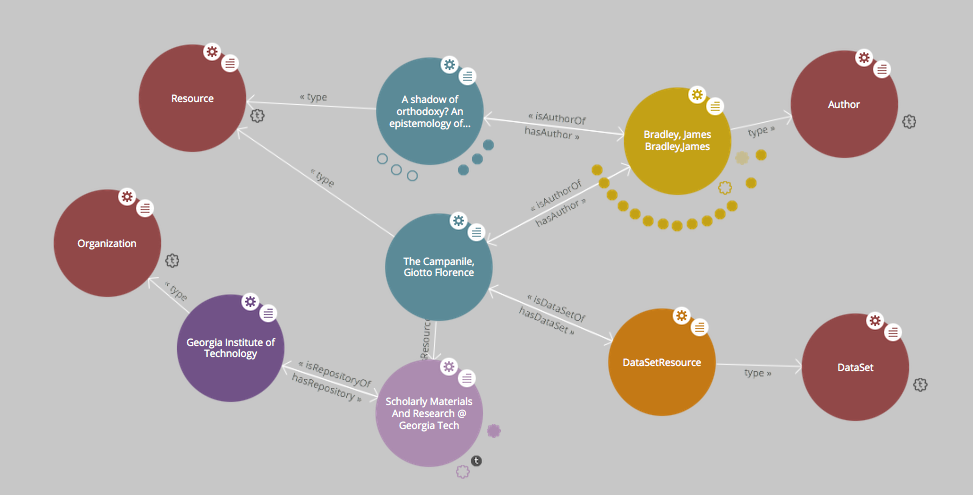 Resource
« type
A shadow of
orthodoxy? An
epistemology of...
« isAuthorOf
hasAuthor »
Bradley, James
Bradley,James
type »
Author
t
t
« type
« isAuthorOf
hasAuthor »
Organization
t
The Campanile,
Giotto Florence
« type
« isDataSetOf
hasDataSet »
Georgia Institute of
Technology
Resourc
DataSetResource
type »
DataSet
t
« isRepositoryOf
hasRepository »
Scholarly Materials
And Research @
Georgia Tech
t